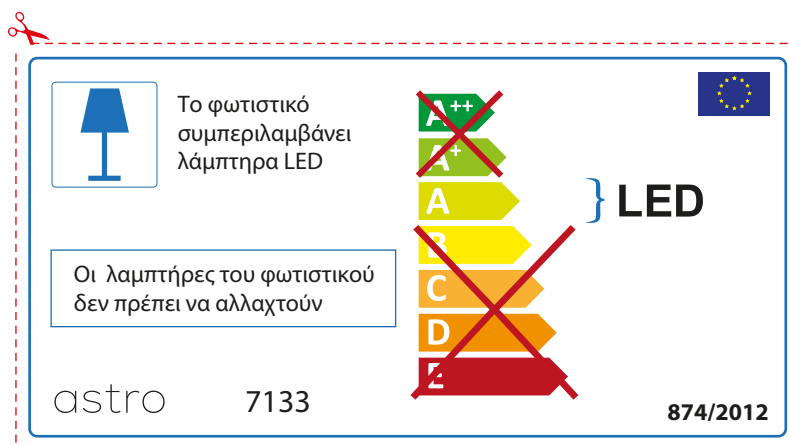 Το φωτιστικό
συμπεριλαμβάνει
λάμπτηρα LED
Οι λαμπτήρες του φωτιστικού
δεν πρέπει να αλλαχτούν
A++
A+
A
B
C
D
E
LED
astro 7133
874/2012